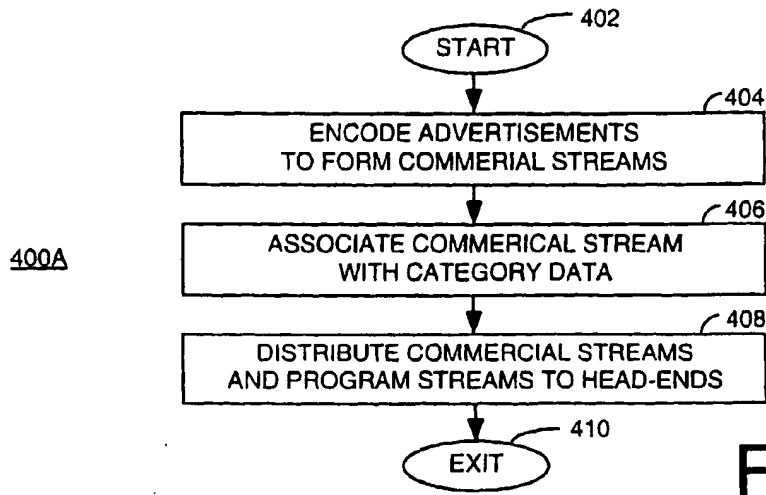 402
START
404
ENCODE ADVERTISEMENTS
TO FORM COMMERIAL STREAMS
406
400A
ASSOCIATE COMMERICAL STREAM
WITH CATEGORY DATA
408
DISTRIBUTE COMMERCIAL STREAMS
AND PROGRAM STREAMS TO HEAD-ENDS
410
EXIT